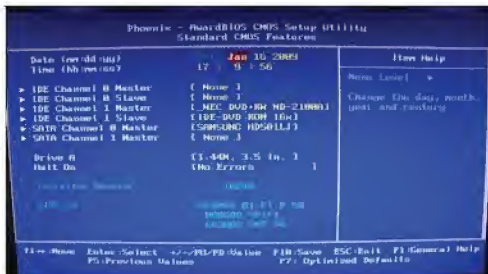 Phoenix - AwardBIOS CMOS Setup Utility
Standard CMOS Features
Date (mm:dd:yy) Jan 16 2009
Time (hh:mm:ss) 17 : 9 : 56
IDE Channel 0 Master [ None ]
IDE Channel 0 Slave [ None ]
IDE Channel 1 Master [_NEC DVD+RW ND-2100A]
IDE Channel 1 Slave [IDE-DVD ROM 16x]
SATA Channel 0 Master [SAMSUNG HD501LJ]
SATA Channel 1 Master [ None ]
Drive A [1.44M, 3.5 in. ]
Halt On [No Errors ]
Item Help
Menu Level
Change the day, month, year and century
:Move Enter:Select +/-/PU/PD:Value F10:Save ESC:Exit F1:General Help
F5:Previous Values F7: Optimized Defaults